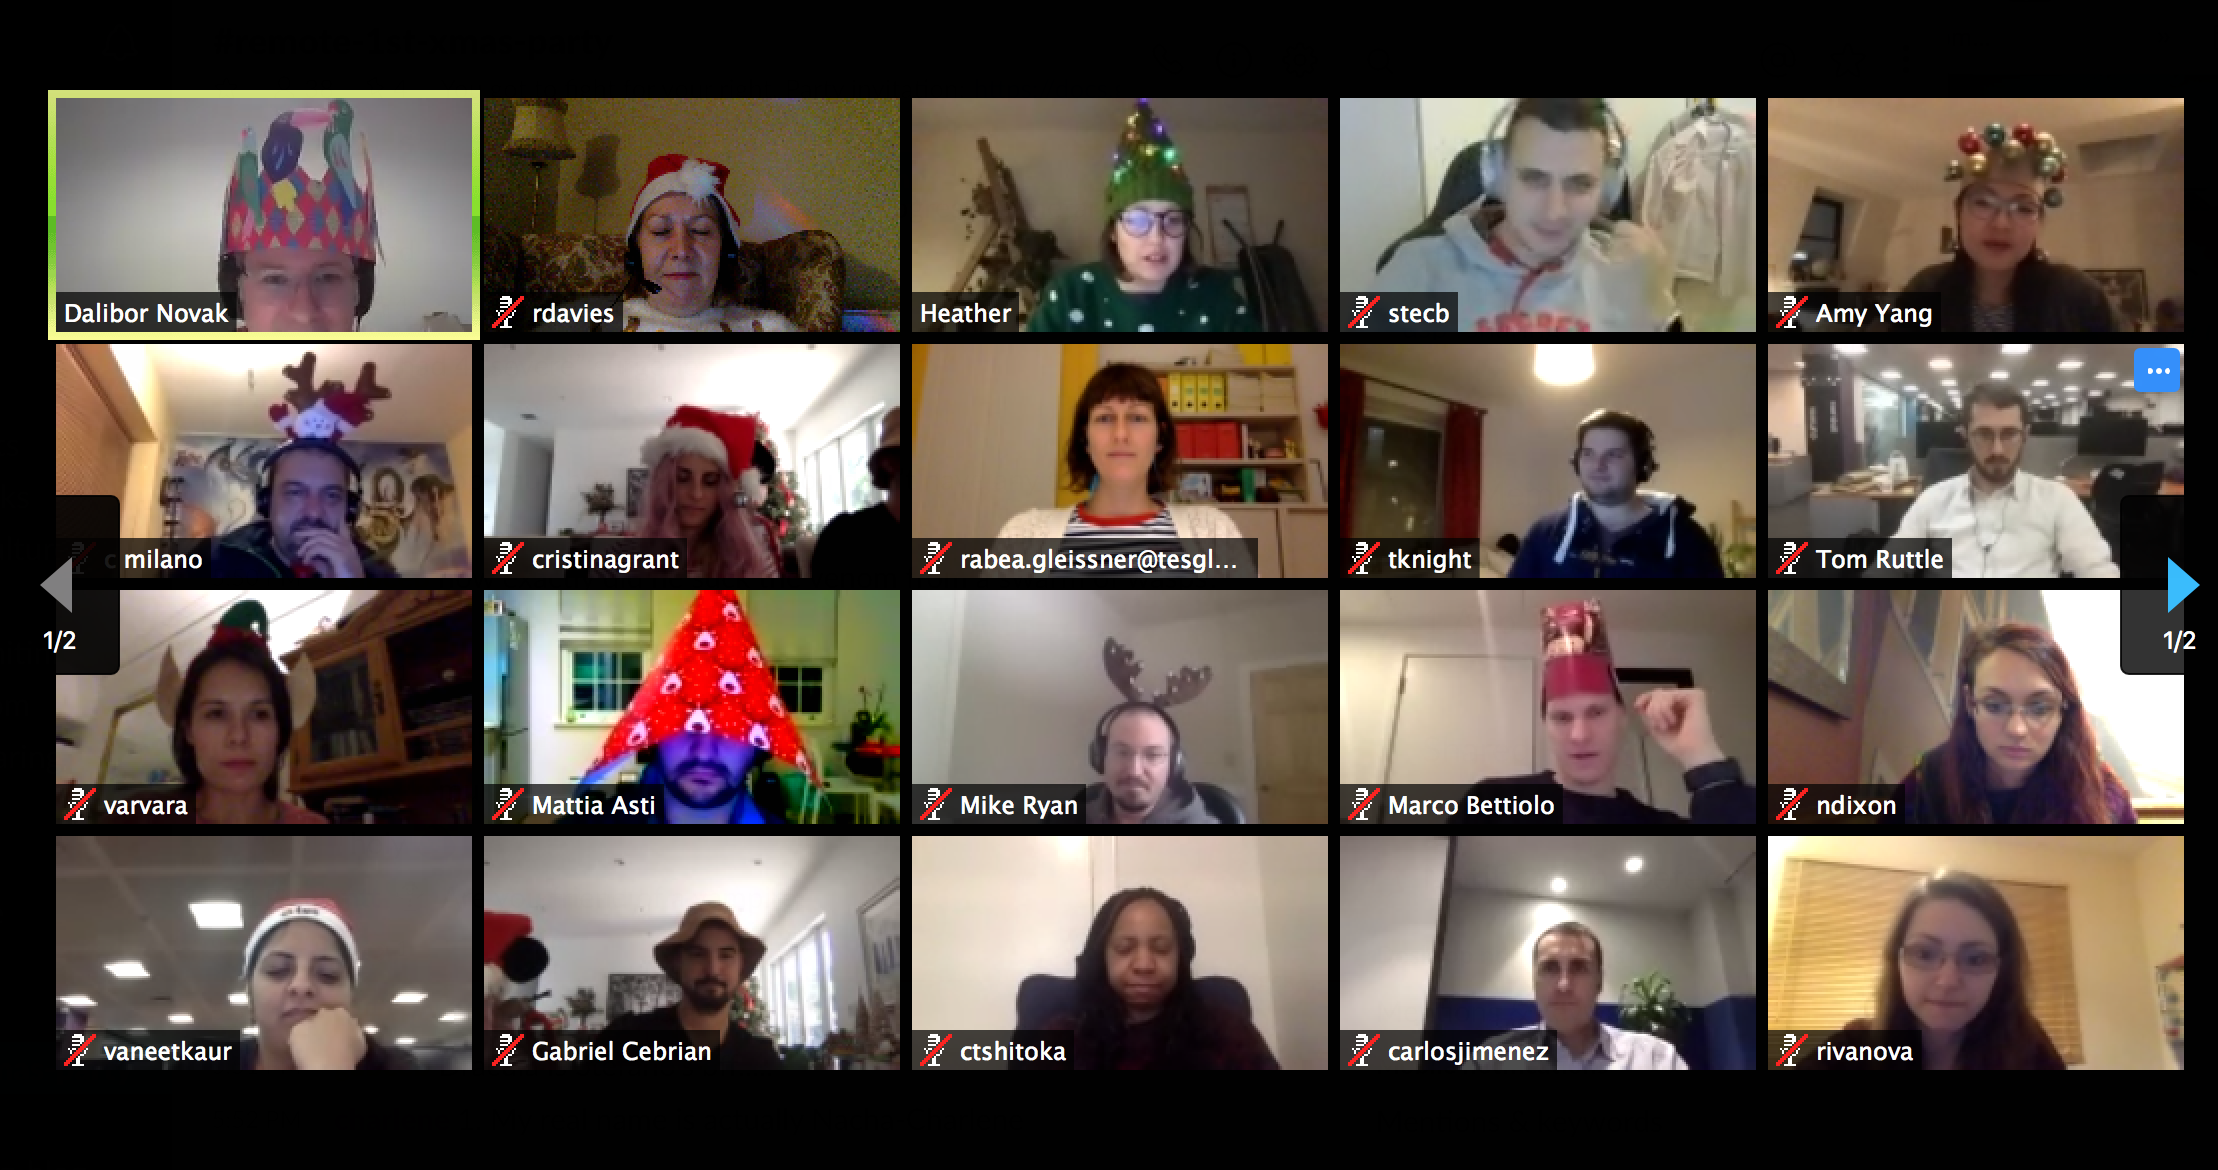 Dalibor Novak
rdavies
Heather
stecb
Amy Yang
c milano
cristinagrant
rabea.gleissner@tesgl...
tknight
Tom Ruttle
1/2
1/2
varvara
Mattia Asti
Mike Ryan
Marco Bettiolo
ndixon
vaneetkaur
Gabriel Cebrian
ctshitoka
carlosjimenez
rivanova